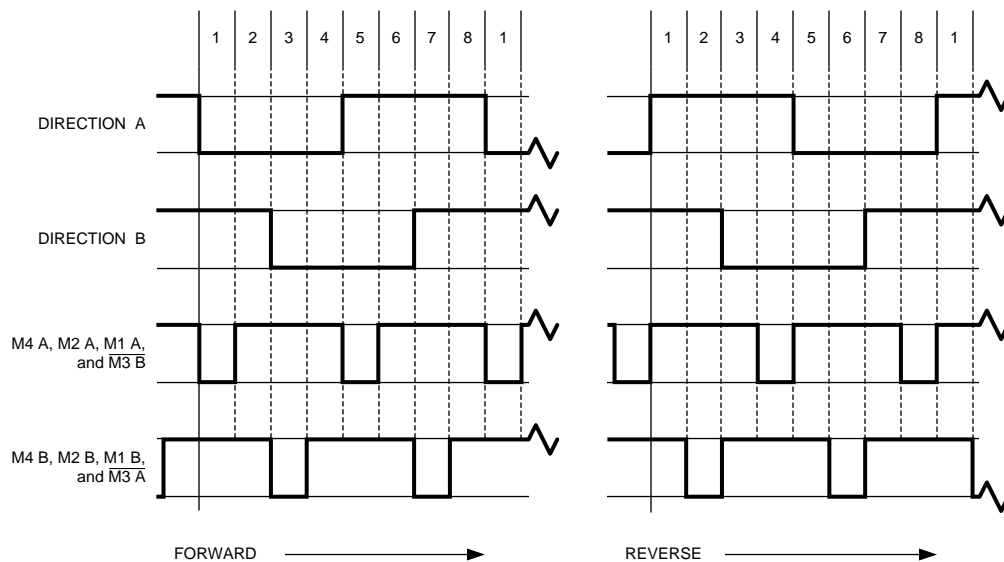 1 2 3 4 5 6 7 8 1 1 2 3 4 5 6 7 8 1
DIRECTION A
DIRECTION B
M4 A, M2 A, M1 A,
and M3 B
M4 B, M2 B, M1 B,
and M3 A
FORWARD REVERSE